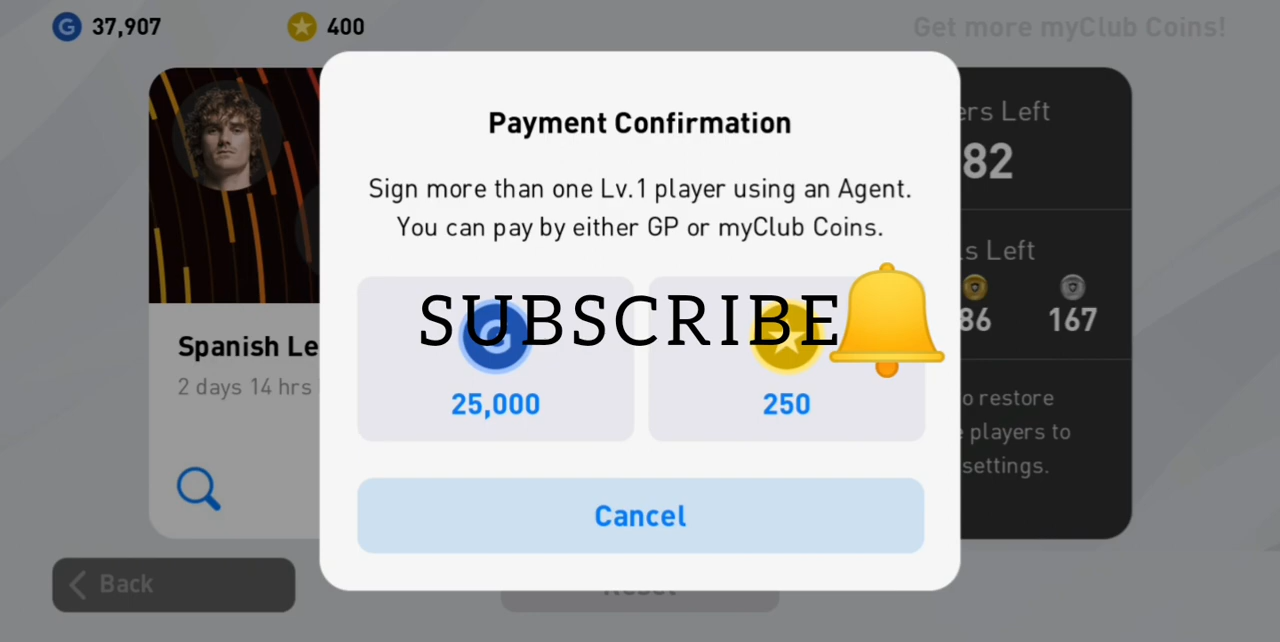 G 37,907
400
Get more myClub Coins!
Payment Confirmation
Sign more than one Lv.1 player using an Agent.
You can pay by either GP or myClub Coins.
SUBSCRIBE
G
25,000
250
Cancel
Spanish Le
2 days 14 hrs
ers Left
82
s Left
86
167
o restore
players to
settings.
Back
Reset